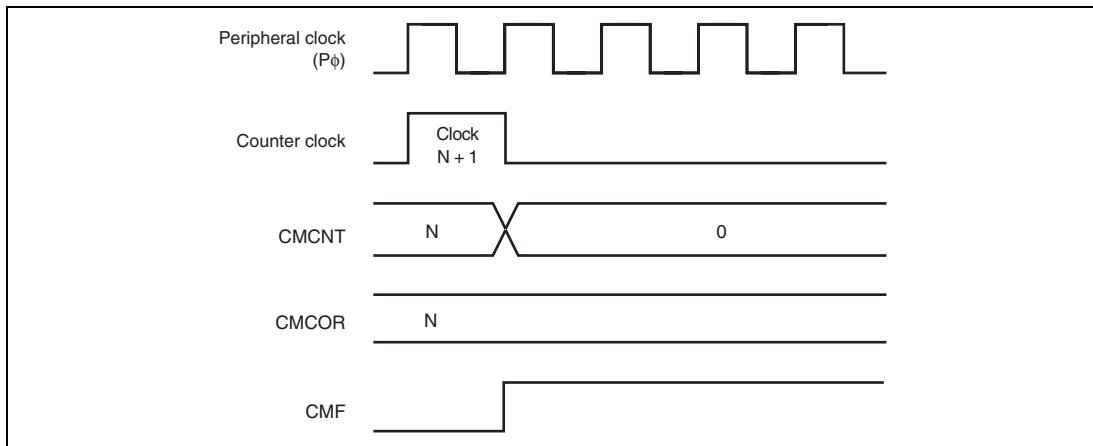 Peripheral clock
(Pϕ)
Counter clock
Clock
N + 1
CMCNT
N
0
CMCOR
N
CMF